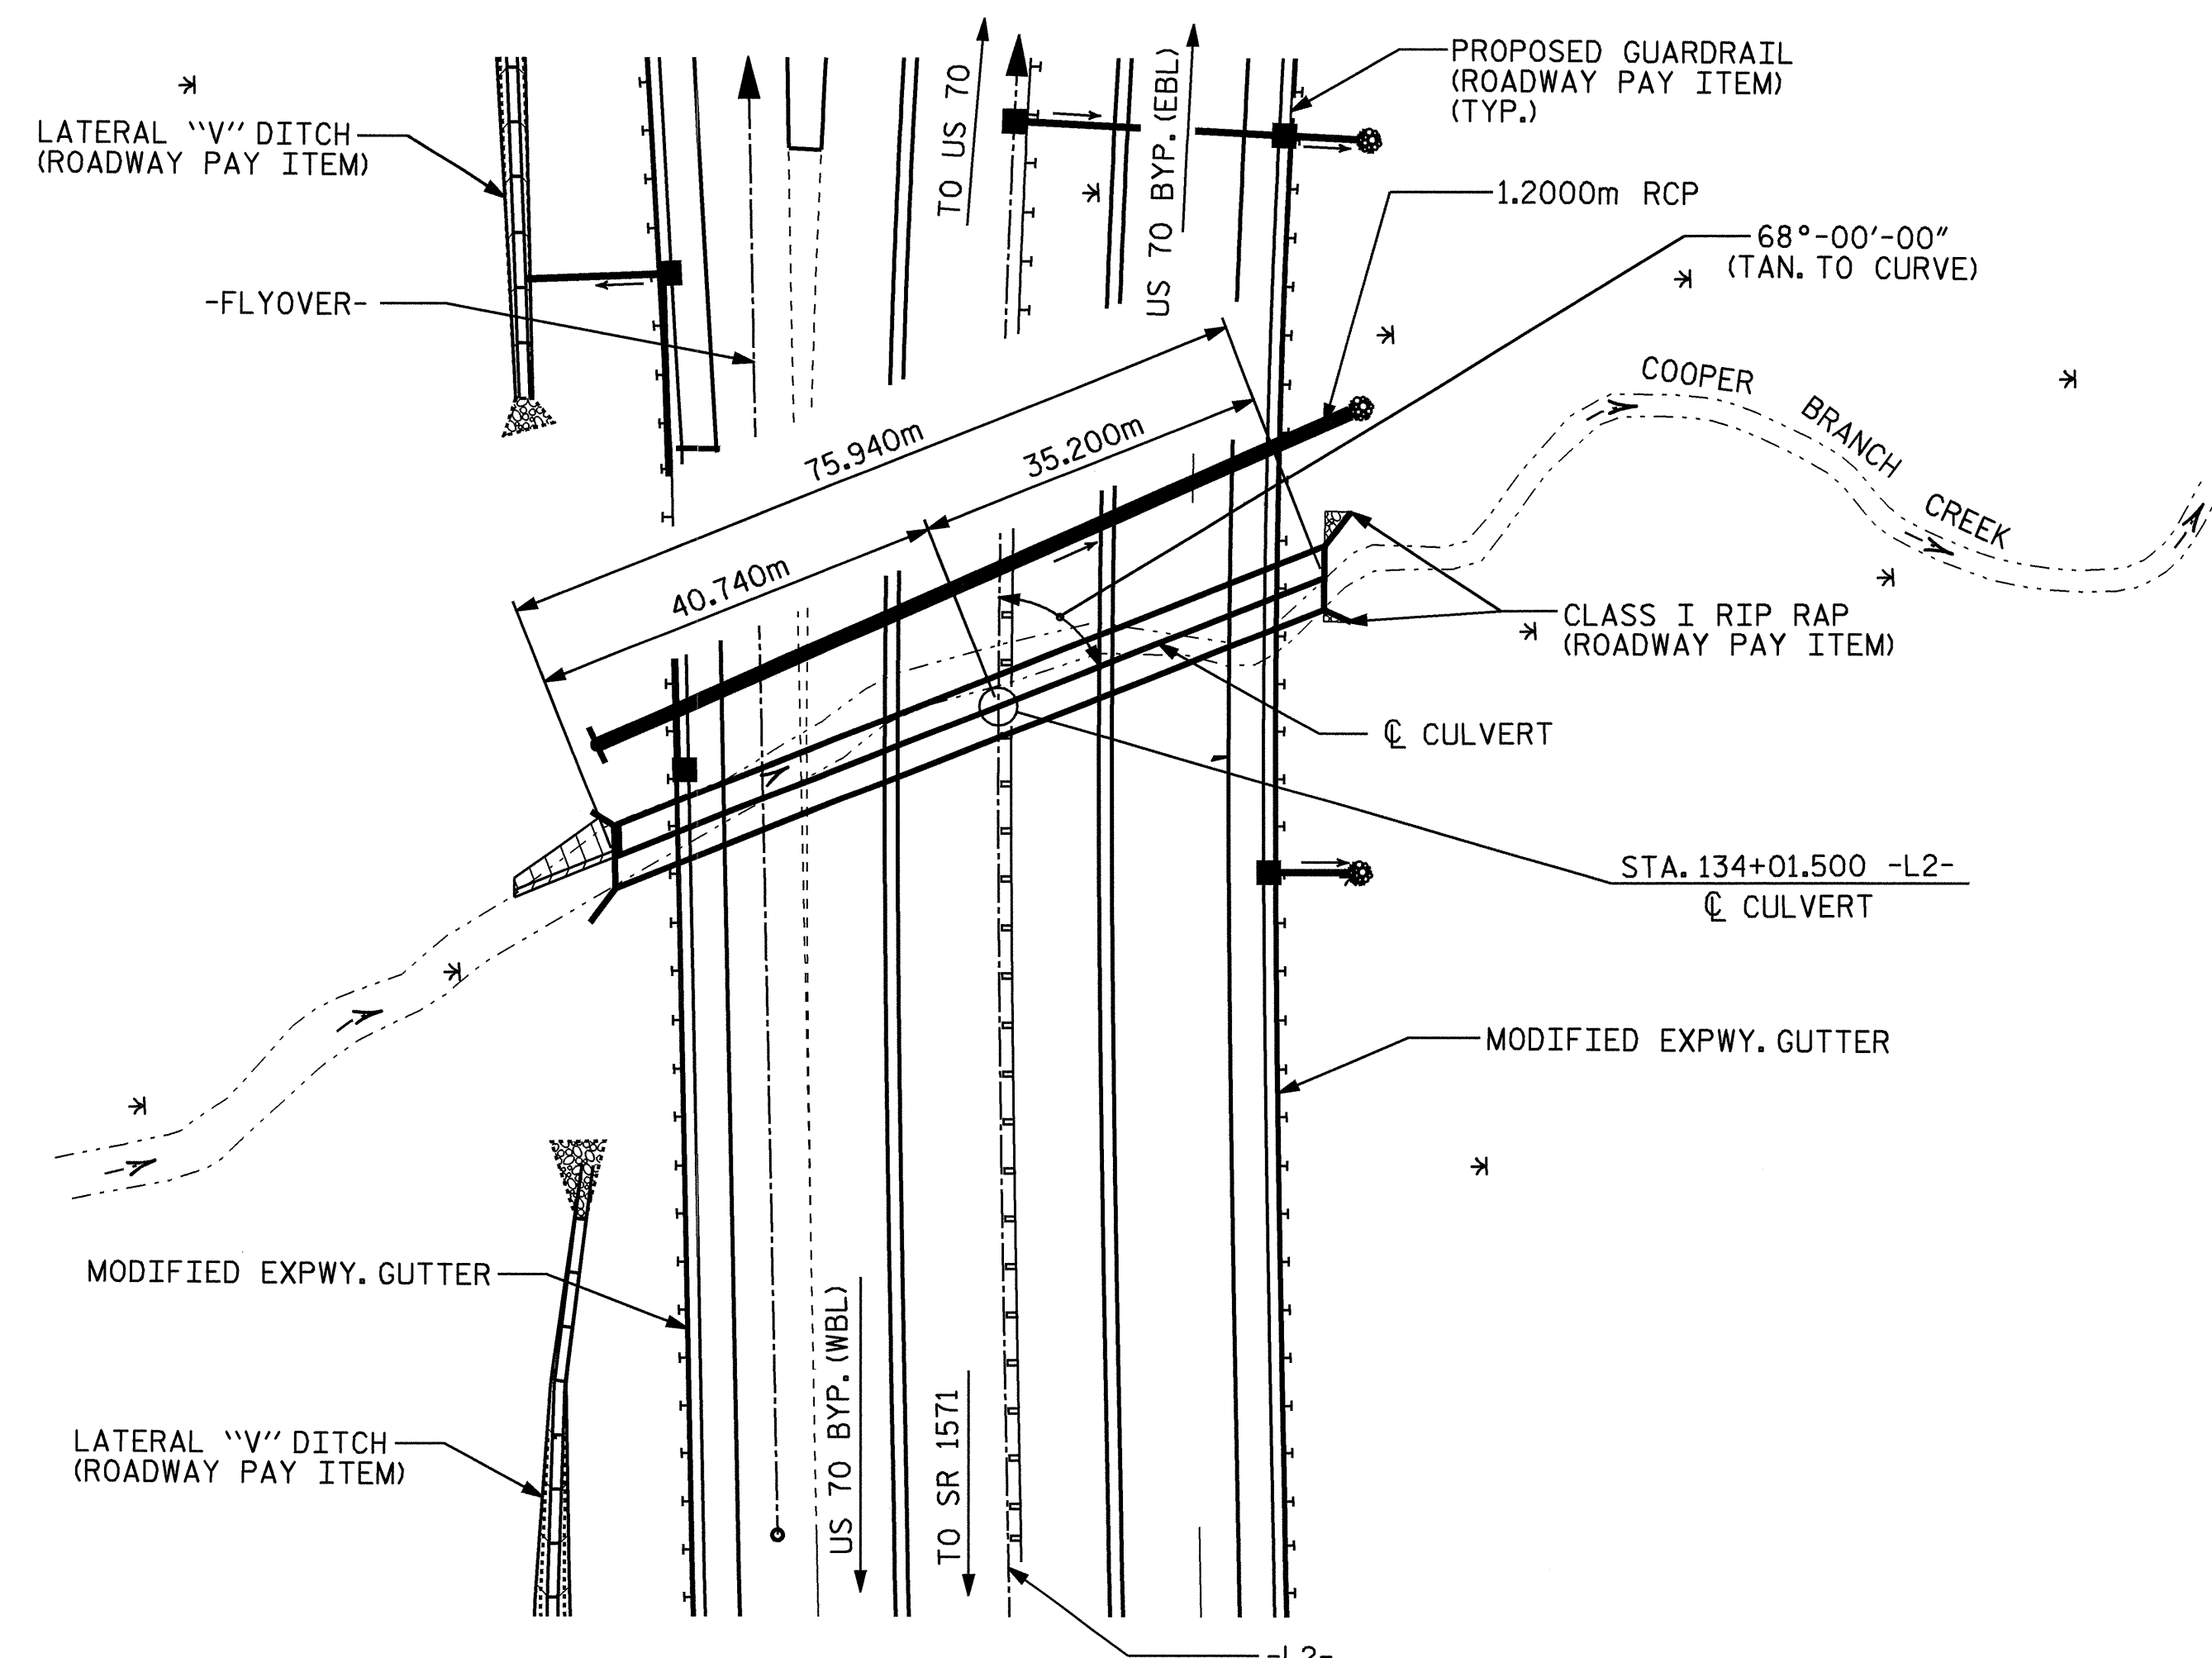 PROPOSED GUARDRAIL
(ROADWAY PAY ITEM)
(TYP.)
LATERAL "V" DITCH
(ROADWAY PAY ITEM)
TO US 70
US 70 BYP. (EBL)
1.2000m RCP
68°-00'-00"
(TAN. TO CURVE)
-FLYOVER-
COOPER BRANCH CREEK
75.940m
35.200m
40.740m
CLASS I RIP RAP
(ROADWAY PAY ITEM)
℄ CULVERT
STA. 134+01.500 -L2-
℄ CULVERT
MODIFIED EXPWY. GUTTER
MODIFIED EXPWY. GUTTER
US 70 BYP. (WBL)
TO SR 1571
LATERAL "V" DITCH
(ROADWAY PAY ITEM)
-L2-